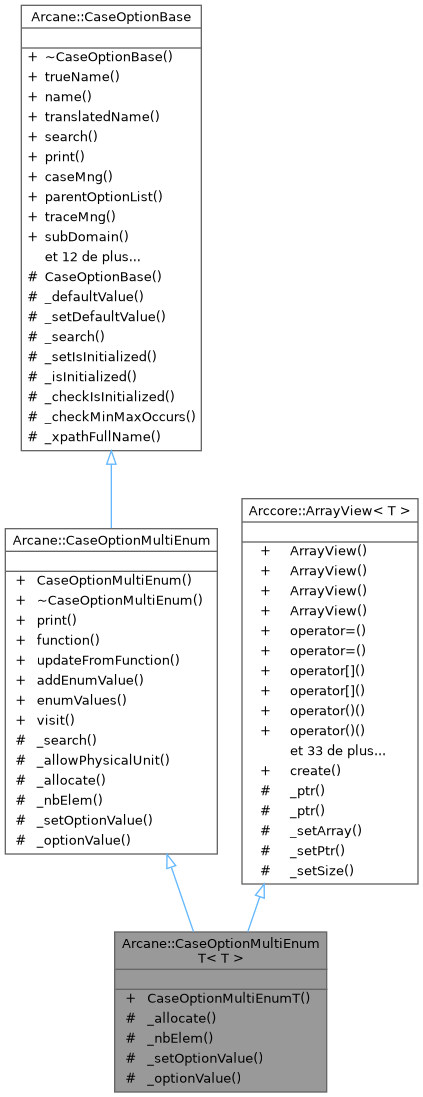 Arcane::CaseOptionBase
+ ~CaseOptionBase()
+ trueName()
+ name()
+ translatedName()
+ search()
+ print()
+ caseMng()
+ parentOptionList()
+ traceMng()
+ subDomain()
et 12 de plus...
# CaseOptionBase()
# _defaultValue()
# _setDefaultValue()
# _search()
# _setIsInitialized()
# _isInitialized()
# _checkIsInitialized()
# _checkMinMaxOccurs()
# _xpathFullName()
Arcane::CaseOptionMultiEnum
+ CaseOptionMultiEnum()
+ ~CaseOptionMultiEnum()
+ print()
+ function()
+ updateFromFunction()
+ addEnumValue()
+ enumValues()
+ visit()
# _search()
# _allowPhysicalUnit()
# _allocate()
# _nbElem()
# _setOptionValue()
# _optionValue()
Arccore::ArrayView< T >
+ ArrayView()
+ ArrayView()
+ ArrayView()
+ ArrayView()
+ operator=()
+ operator=()
+ operator[]()
+ operator[]()
+ operator()()
+ operator()()
et 33 de plus...
+ create()
# _ptr()
# _ptr()
# _setArray()
# _setPtr()
# _setSize()
Arcane::CaseOptionMultiEnum
T< T >
+ CaseOptionMultiEnumT()
# _allocate()
# _nbElem()
# _setOptionValue()
# _optionValue()